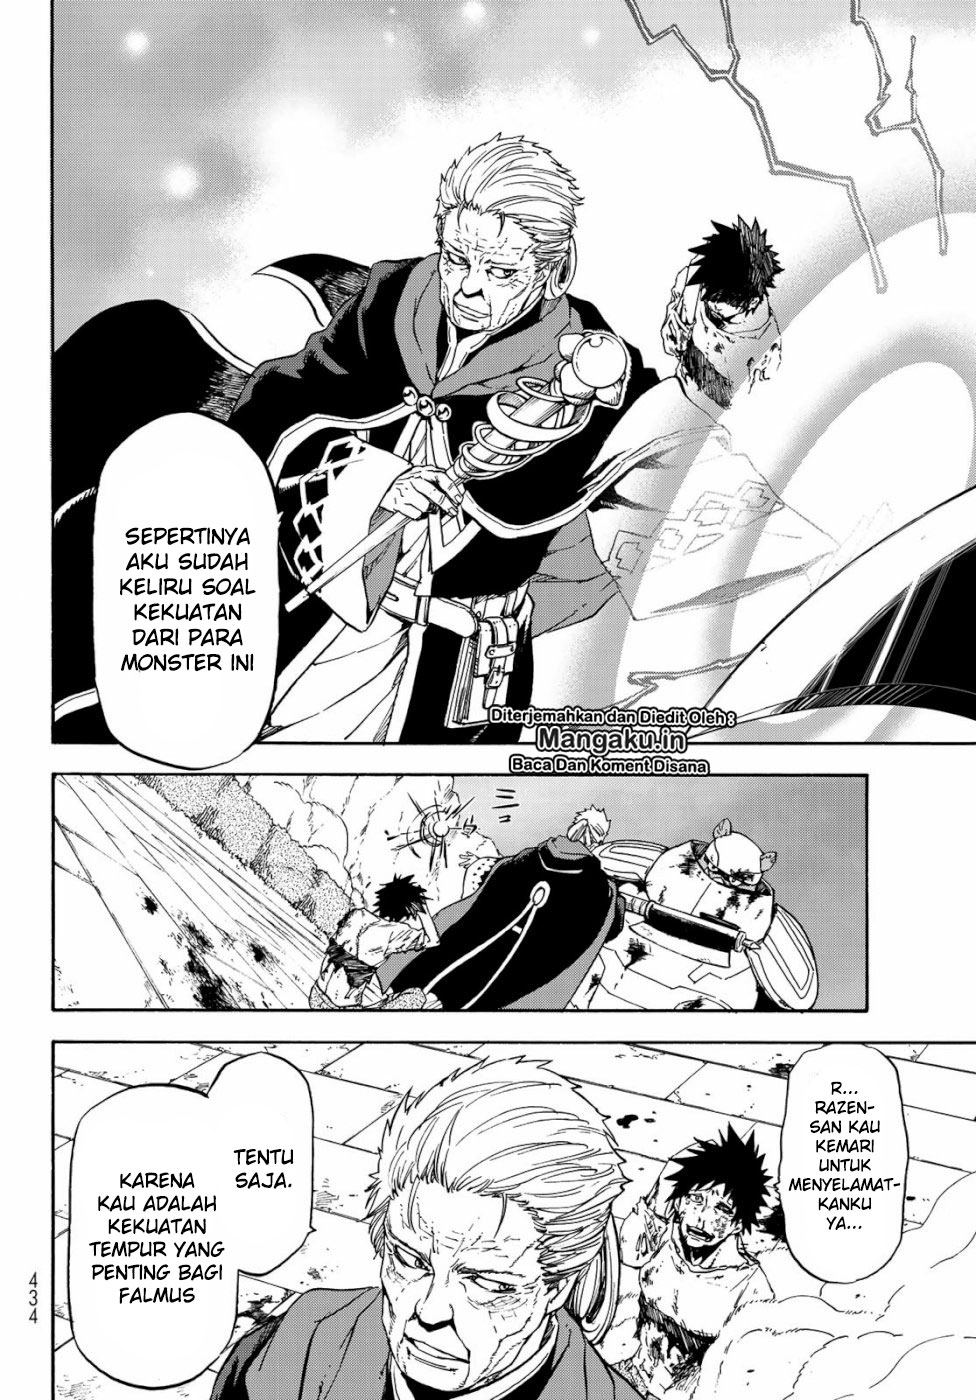 SEPERTINYA
AKU SUDAH
KELIRU SOAL
KEKUATAN
DARI PARA
MONSTER INI
Diterjemahkan dan Diedit Oleh :
Mangaku.in
Baca Dan Koment Disana
R...
RAZEN-
SAN KAU
KEMARI
UNTUK
MENYELAMAT-
KANKU
YA...
TENTU
SAJA.
KARENA
KAU ADALAH
KEKUATAN
TEMPUR YANG
PENTING BAGI
FALMUS
434